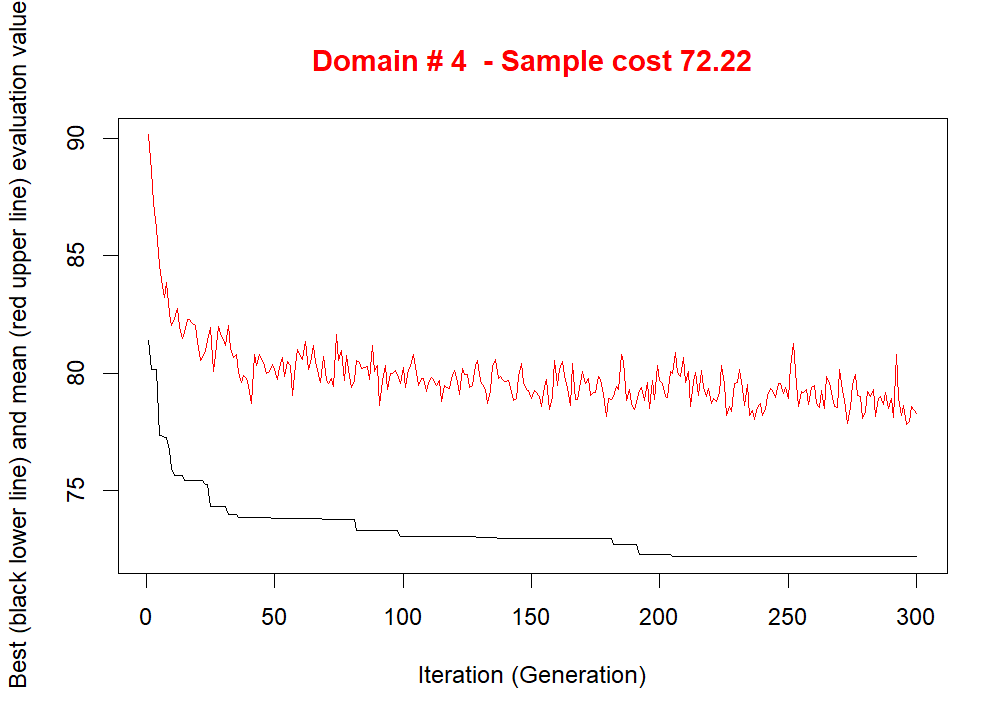 Domain # 4  - Sample cost 72.22
Best (black lower line) and mean (red upper line) evaluation value
90
85
80
75
0 50 100 150 200 250 300
Iteration (Generation)